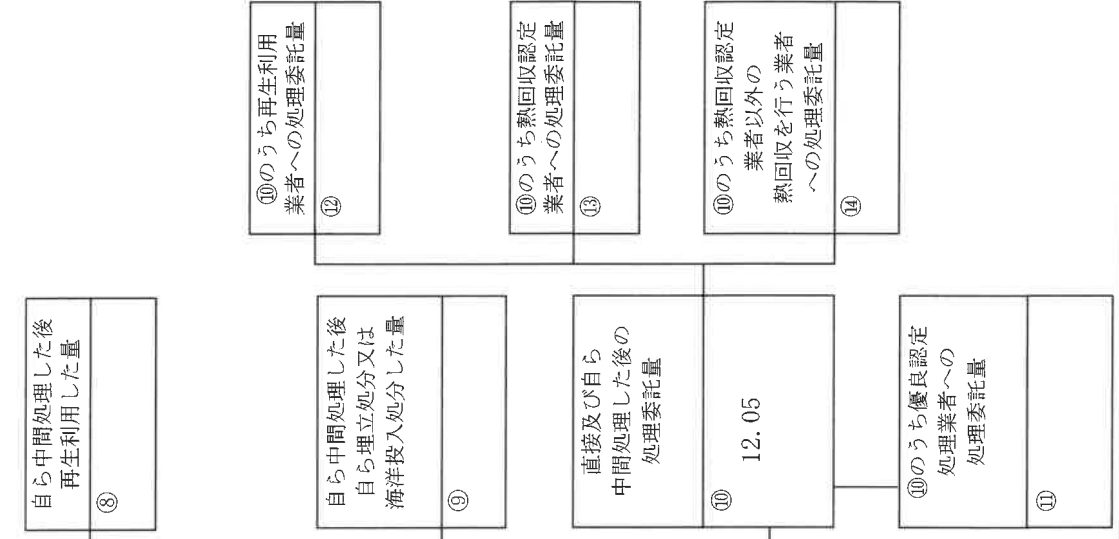 自ら中間処理した後
再生利用した量
⑧
自ら中間処理した後
自ら埋立処分又は
海洋投入処分した量
⑨
直接及び自ら
中間処理した後の
処理委託量
⑩
12.05
⑩のうち優良認定
処理業者への
処理委託量
⑪
⑩のうち再生利用
業者への処理委託量
⑫
⑩のうち熱回収認定
業者への処理委託量
⑬
⑩のうち熱回収認定
業者以外の
熱回収を行う業者
への処理委託量
⑭